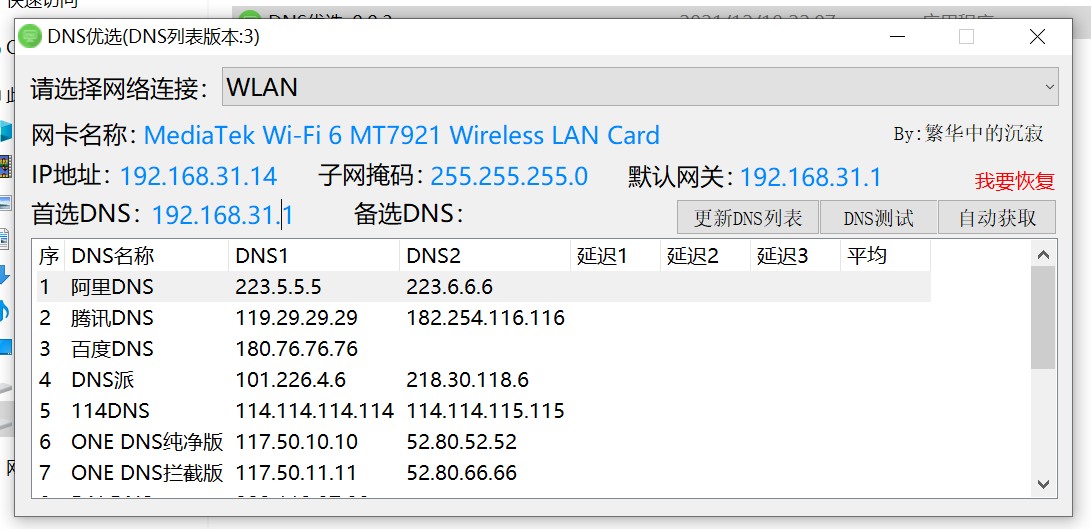 快速访问
DNS优选(DNS列表版本:3)
请选择网络连接： WLAN
网卡名称： MediaTek Wi-Fi 6 MT7921 Wireless LAN Card By:繁华中的沉寂
IP地址： 192.168.31.14 子网掩码： 255.255.255.0 默认网关： 192.168.31.1 我要恢复
首选DNS： 192.168.31.1 备选DNS： 更新DNS列表 DNS测试 自动获取
序 DNS名称 DNS1 DNS2 延迟1 延迟2 延迟3 平均
1 阿里DNS 223.5.5.5 223.6.6.6
2 腾讯DNS 119.29.29.29 182.254.116.116
3 百度DNS 180.76.76.76
4 DNS派 101.226.4.6 218.30.118.6
5 114DNS 114.114.114.114 114.114.115.115
6 ONE DNS纯净版 117.50.10.10 52.80.52.52
7 ONE DNS拦截版 117.50.11.11 52.80.66.66